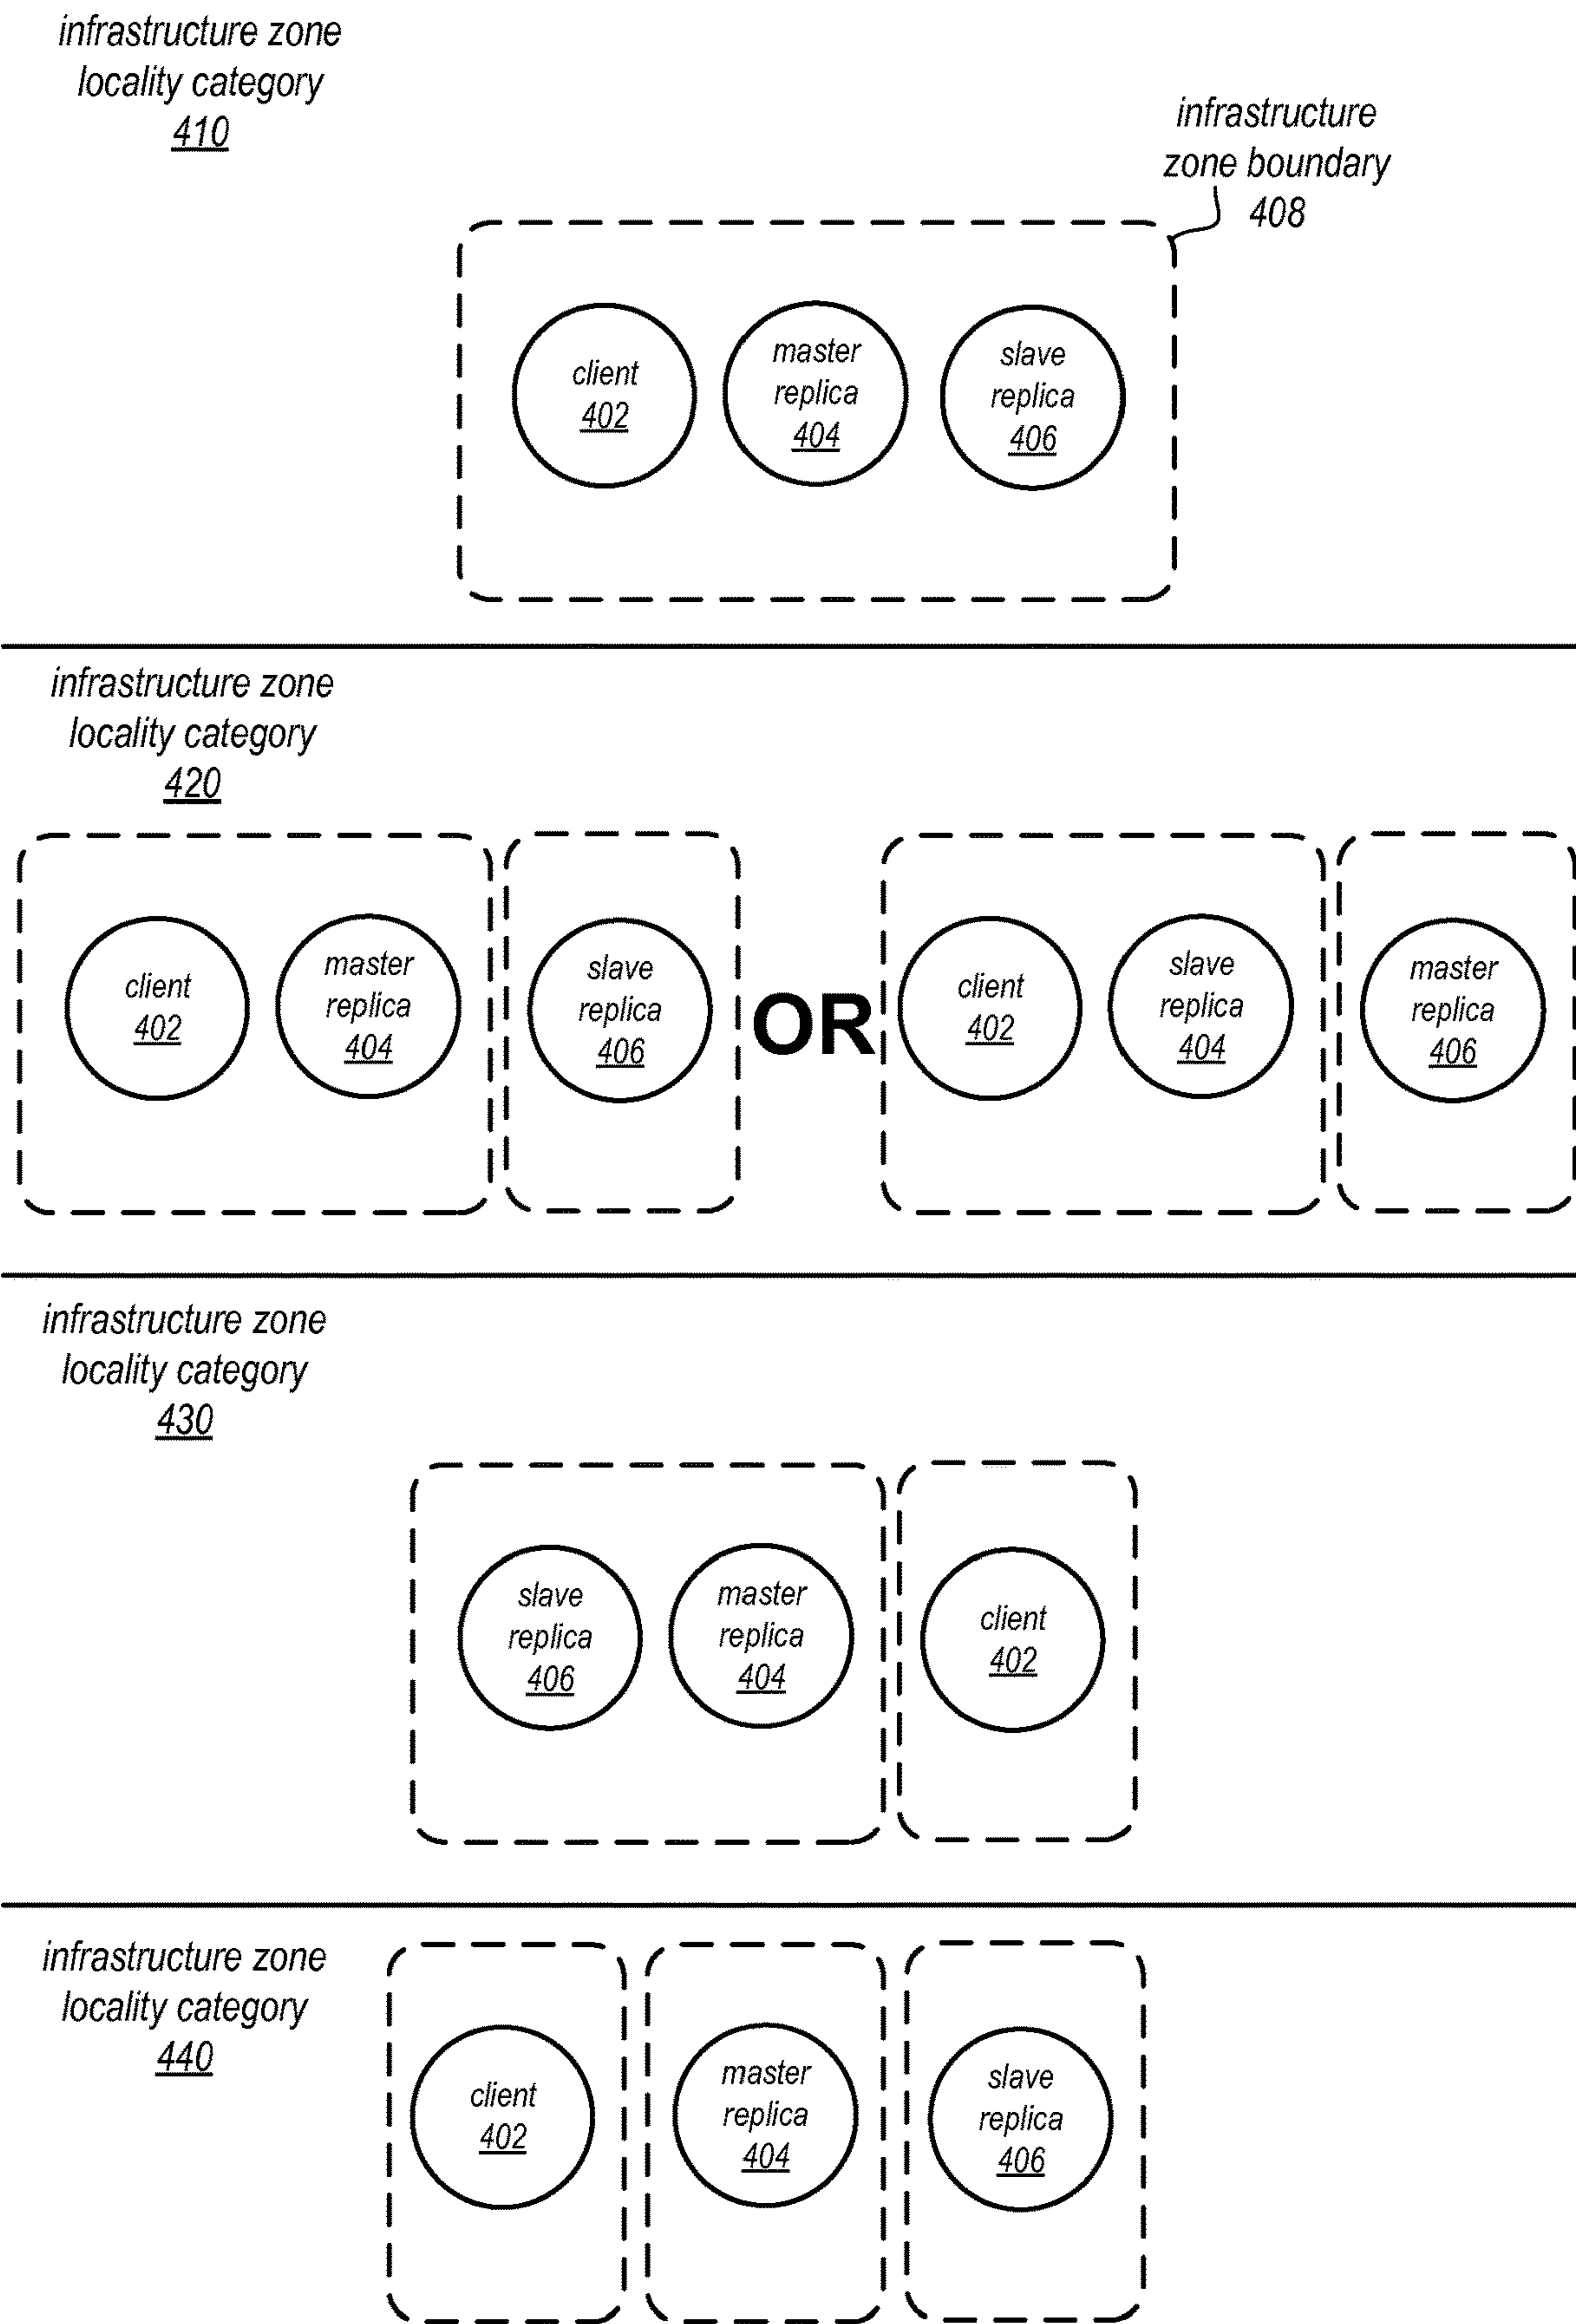 infrastructure zone
locality category
410
infrastructure
zone boundary
408
client
402
master
replica
404
slave
replica
406
infrastructure zone
locality category
420
client
402
master
replica
404
slave
replica
406
OR
client
402
slave
replica
404
master
replica
406
infrastructure zone
locality category
430
slave
replica
406
master
replica
404
client
402
infrastructure zone
locality category
440
client
402
master
replica
404
slave
replica
406